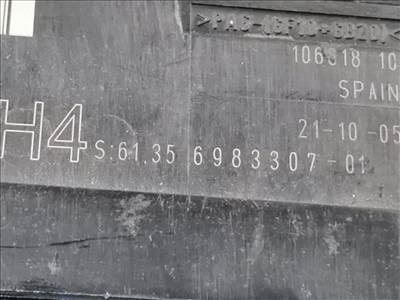 >PA6-(GF10+GB20)<
106318 10
SPAIN
21-10-05
H4 S:61.35 6983307-01